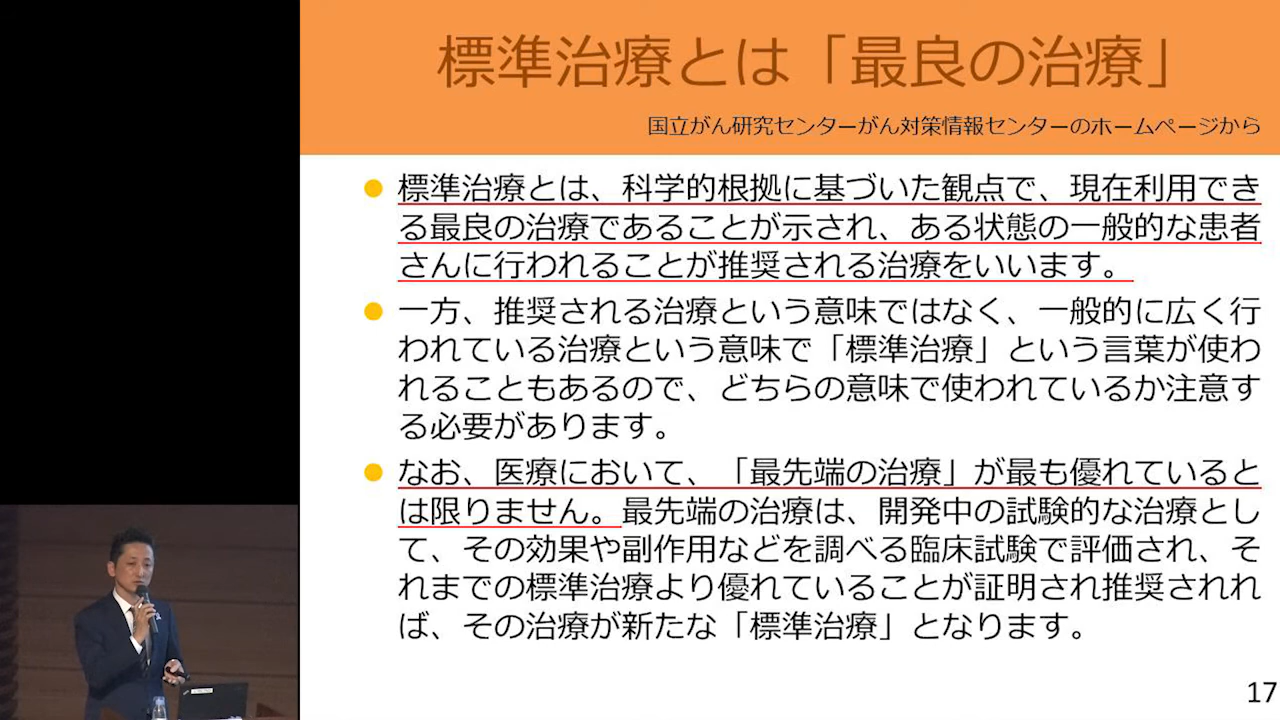 標準治療とは「最良の治療」
国立がん研究センターがん対策情報センターのホームページから
標準治療とは、科学的根拠に基づいた観点で、現在利用でき
る最良の治療であることが示され、ある状態の一般的な患者
さんに行われることが推奨される治療をいいます。
一方、推奨される治療という意味ではなく、一般的に広く行
われている治療という意味で「標準治療」という言葉が使わ
れることもあるので、どちらの意味で使われているか注意す
る必要があります。
なお、医療において、「最先端の治療」が最も優れていると
は限りません。最先端の治療は、開発中の試験的な治療とし
て、その効果や副作用などを調べる臨床試験で評価され、そ
れまでの標準治療より優れていることが証明され推奨されれ
ば、その治療が新たな「標準治療」となります。
17